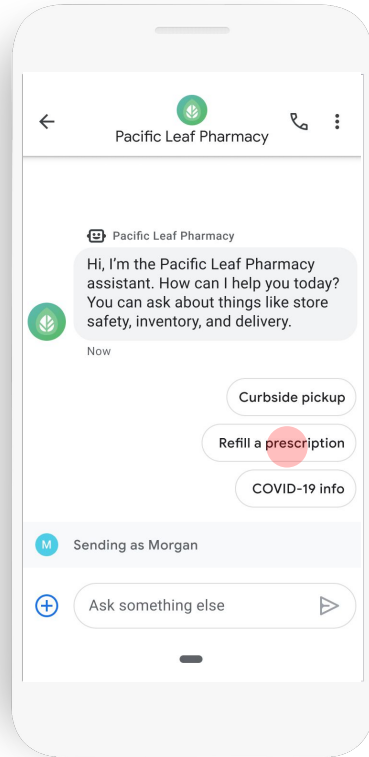 Pacific Leaf Pharmacy
Pacific Leaf Pharmacy
Hi, I'm the Pacific Leaf Pharmacy
assistant. How can I help you today?
You can ask about things like store
safety, inventory, and delivery.
Now
Curbside pickup
Refill a prescription
COVID-19 info
M Sending as Morgan
Ask something else